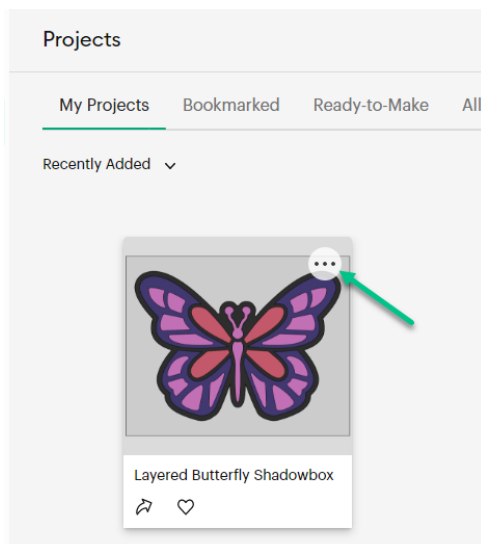 Projects
My Projects Bookmarked Ready-to-Make All
Recently Added
Layered Butterfly Shadowbox